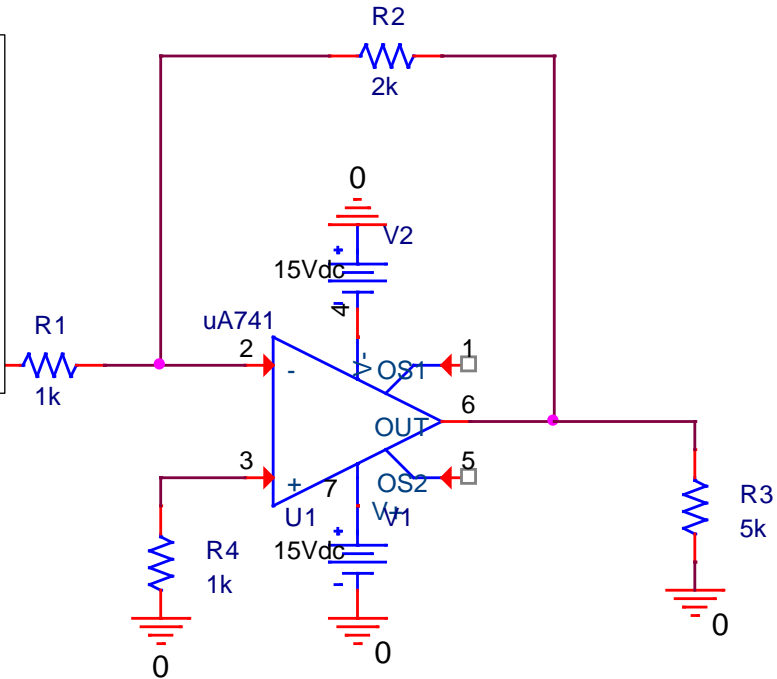 R2
2k
0
V2
+
15Vdc
-
4
R1
1k
uA741
2
-
V-
OS1
1
6
OUT
3
+
7
OS2
5
U1
V+
V1
+
15Vdc
-
R4
1k
R3
5k
0
0
0